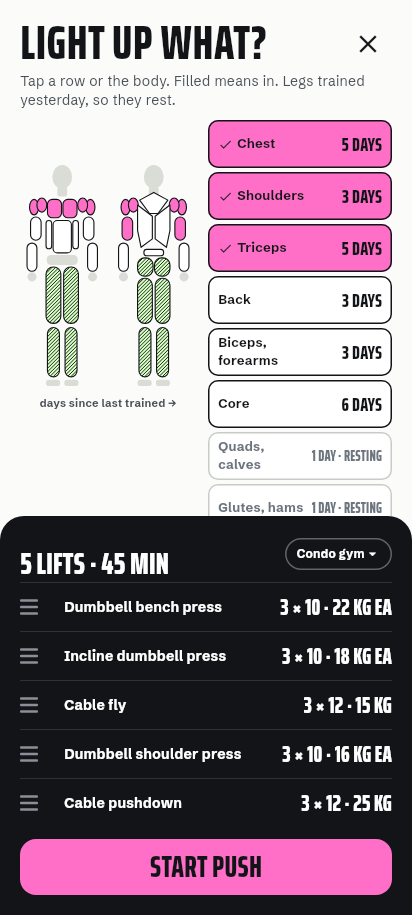 LIGHT UP WHAT?
Tap a row or the body. Filled means in. Legs trained
yesterday, so they rest.
Chest 5 DAYS
Shoulders 3 DAYS
Triceps 5 DAYS
Back 3 DAYS
Biceps,
forearms 3 DAYS
Core 6 DAYS
Quads,
calves 1 DAY · RESTING
Glutes, hams 1 DAY · RESTING
days since last trained →
5 LIFTS · 45 MIN
Condo gym
Dumbbell bench press 3 × 10 · 22 KG EA
Incline dumbbell press 3 × 10 · 18 KG EA
Cable fly 3 × 12 · 15 KG
Dumbbell shoulder press 3 × 10 · 16 KG EA
Cable pushdown 3 × 12 · 25 KG
START PUSH